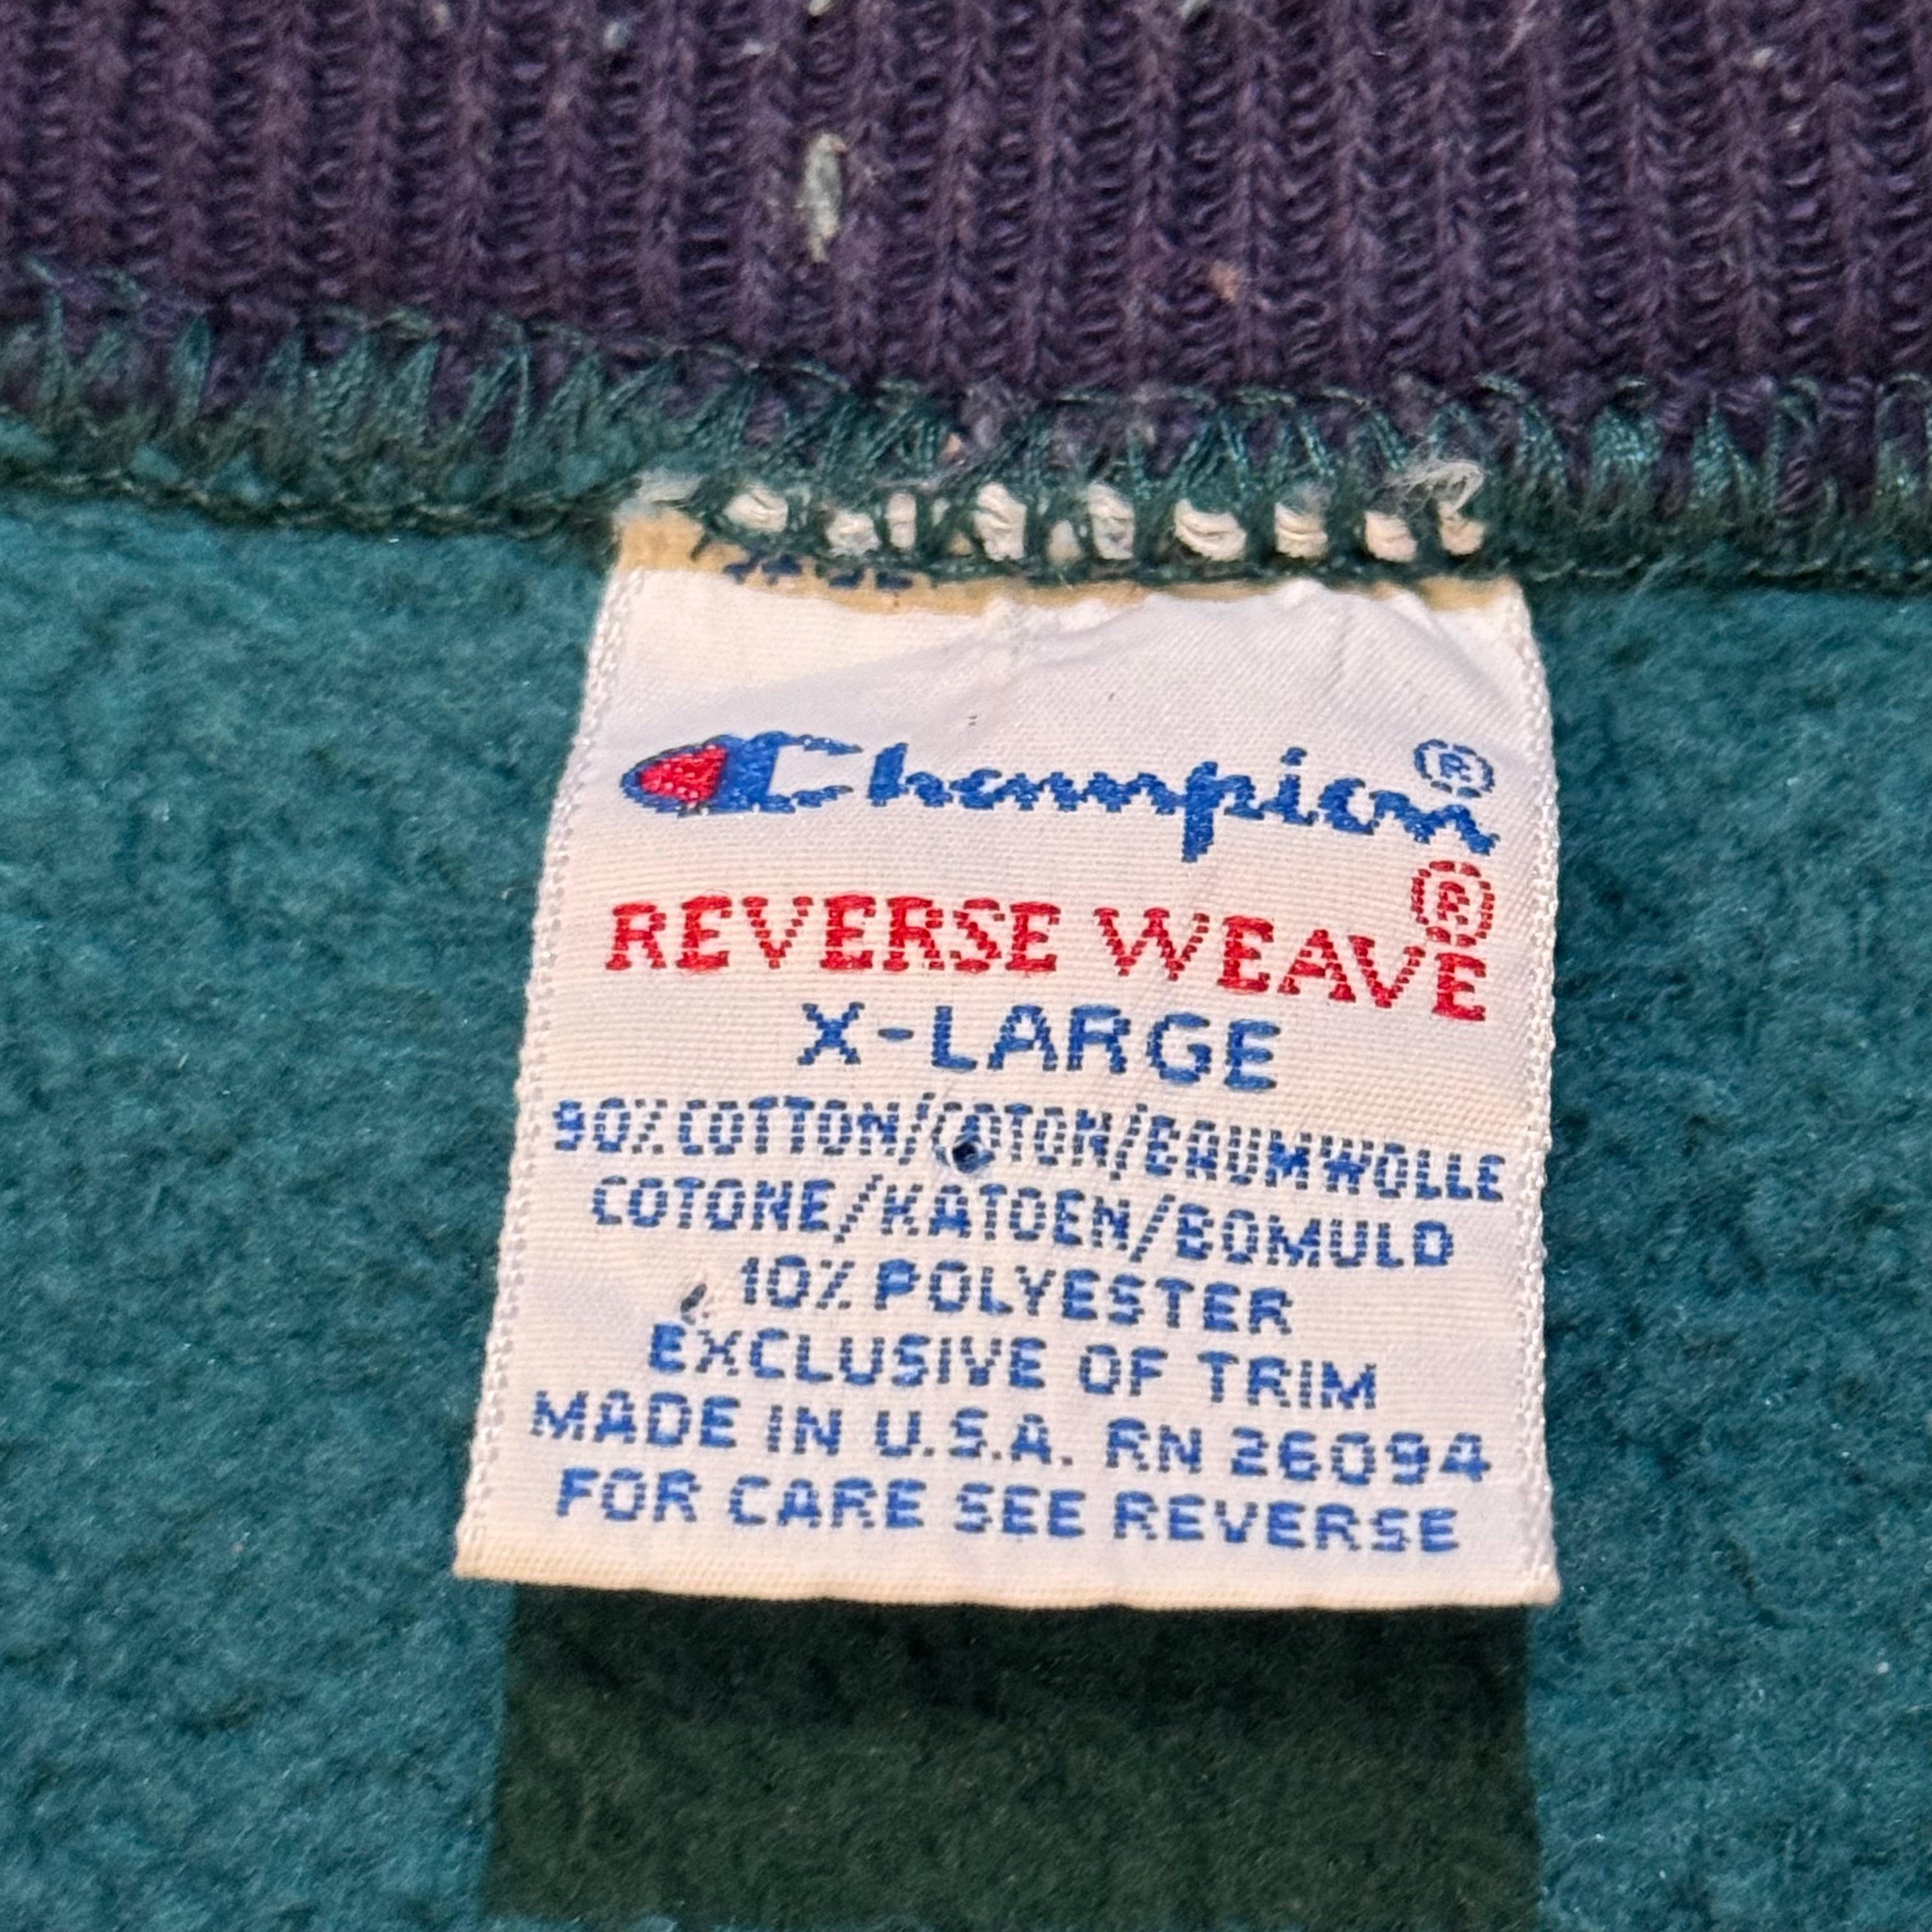 Champion®
REVERSE WEAVE®
X-LARGE
90% COTTON/COTON/BAUMWOLLE
COTONE/KATOEN/BOMULD
10% POLYESTER
EXCLUSIVE OF TRIM
MADE IN U.S.A. RN 26094
FOR CARE SEE REVERSE